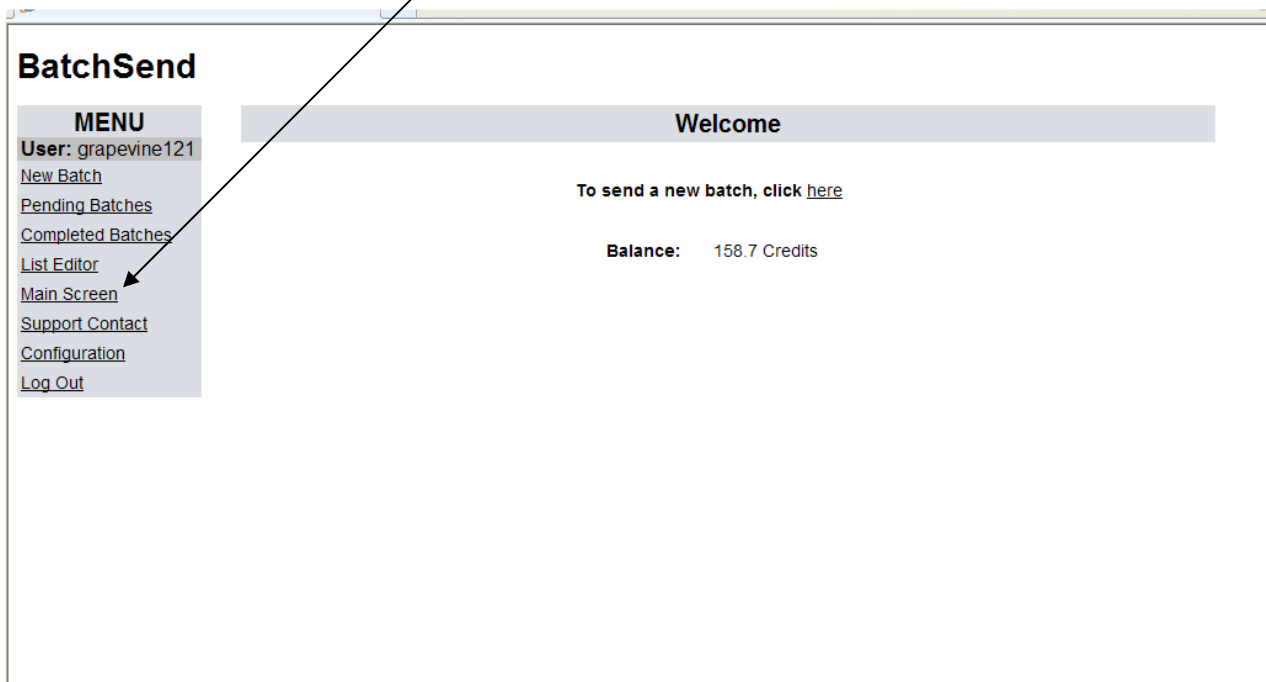 BatchSend
MENU
User: grapevine121
New Batch
Pending Batches
Completed Batches
List Editor
Main Screen
Support Contact
Configuration
Log Out
Welcome
To send a new batch, click here
Balance: 158.7 Credits